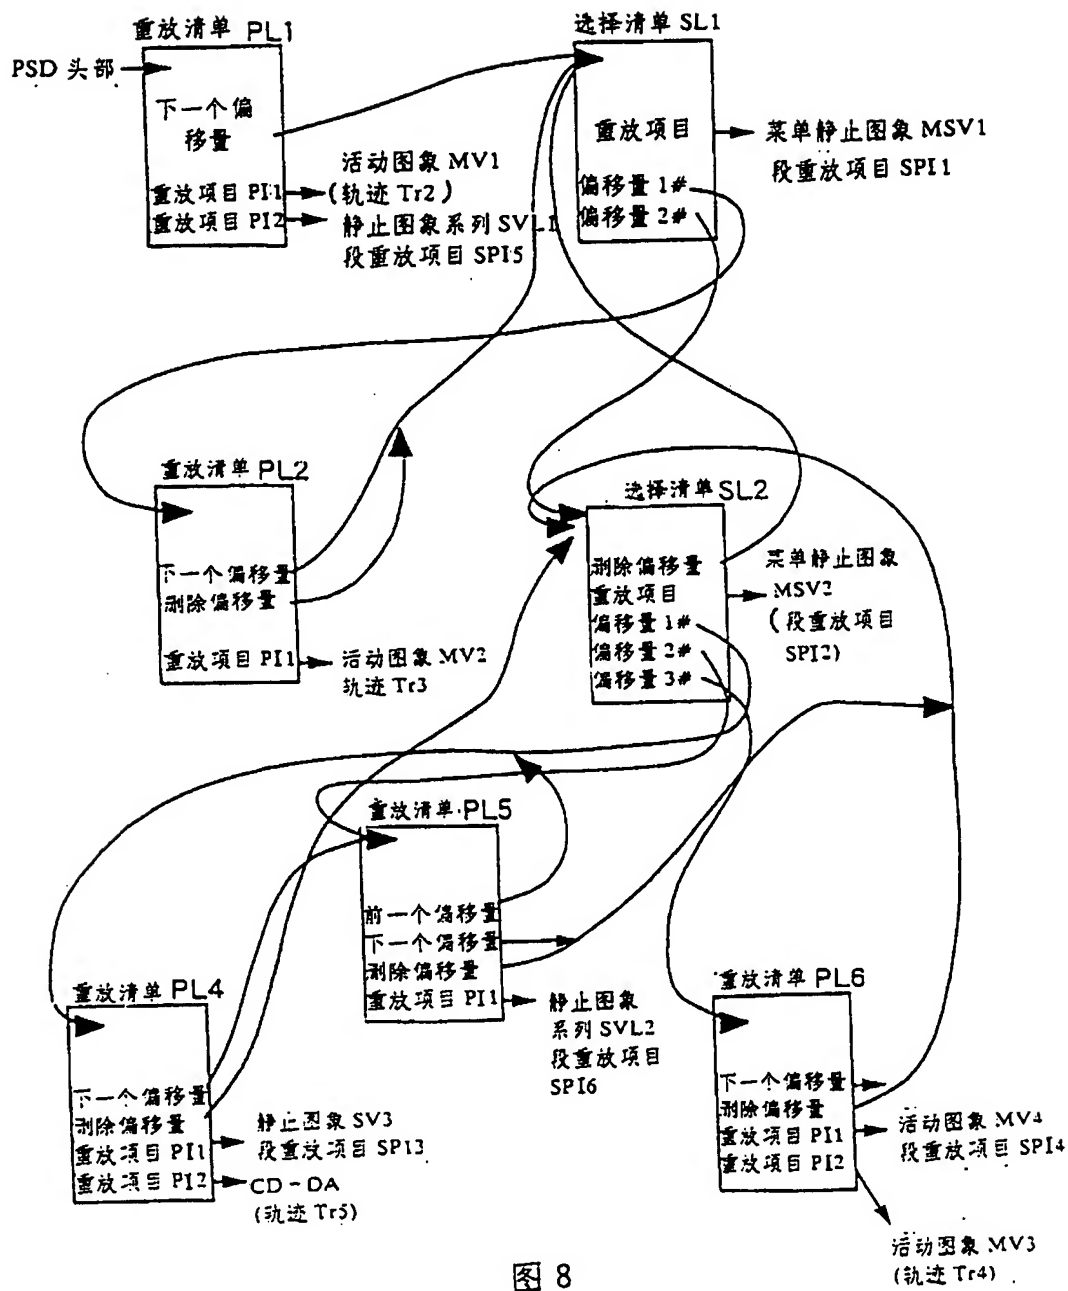 重放清单 PL1
PSD 头部
下一个偏
移量
重放项目 PI1
重放项目 PI2
活动图象 MV1
(轨迹 Tr2)
静止图象系列 SVL1
段重放项目 SPI5
选择清单 SL1
重放项目
偏移量 1#
偏移量 2#
菜单静止图象 MSV1
段重放项目 SPI1
重放清单 PL2
下一个偏移量
删除偏移量
重放项目 PI1
活动图象 MV2
轨迹 Tr3
选择清单 SL2
删除偏移量
重放项目
偏移量 1#
偏移量 2#
偏移量 3#
菜单静止图象
MSV2
(段重放项目
SPI2)
重放清单 PL5
前一个偏移量
下一个偏移量
删除偏移量
重放项目 PI1
静止图象
系列 SVL2
段重放项目
SPI6
重放清单 PL4
下一个偏移量
删除偏移量
重放项目 PI1
重放项目 PI2
静止图象 SV3
段重放项目 SPI3
CD-DA
(轨迹 Tr5)
重放清单 PL6
下一个偏移量
删除偏移量
重放项目 PI1
重放项目 PI2
活动图象 MV4
段重放项目 SPI4
活动图象 MV3
(轨迹 Tr4)
图 8